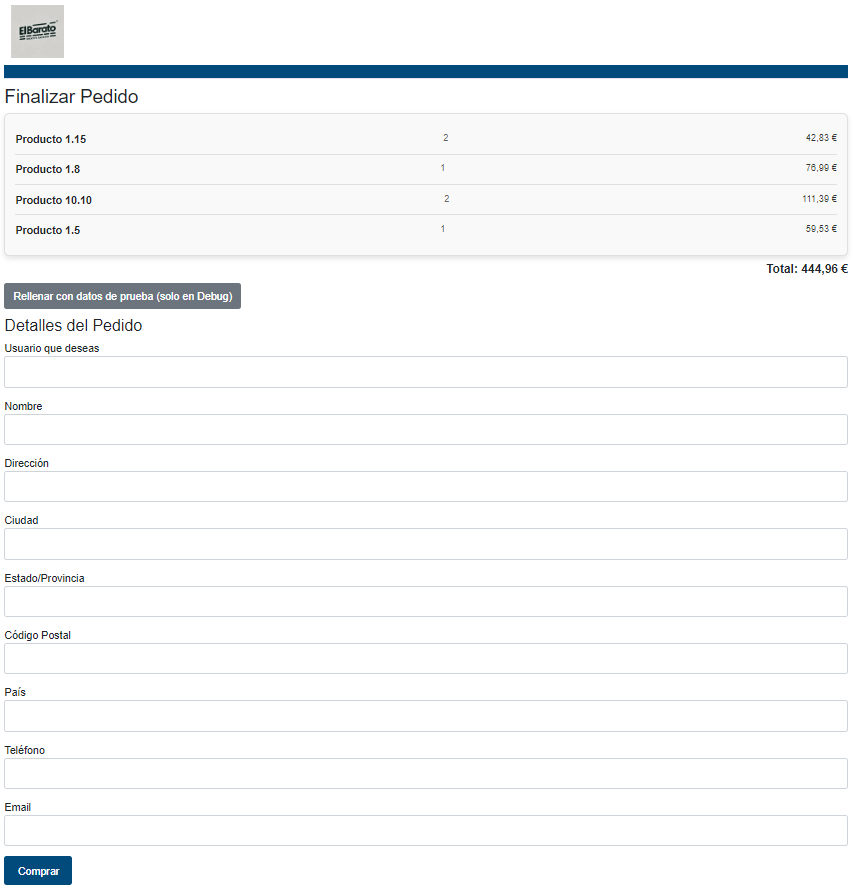 El Barato
Finalizar Pedido
Producto 1.15 2 42,83 €
Producto 1.8 1 76,99 €
Producto 10.10 2 111,39 €
Producto 1.5 1 59,53 €
Total: 444,96 €
Rellenar con datos de prueba (solo en Debug)
Detalles del Pedido
Usuario que deseas
Nombre
Dirección
Ciudad
Estado/Provincia
Código Postal
País
Teléfono
Email
Comprar